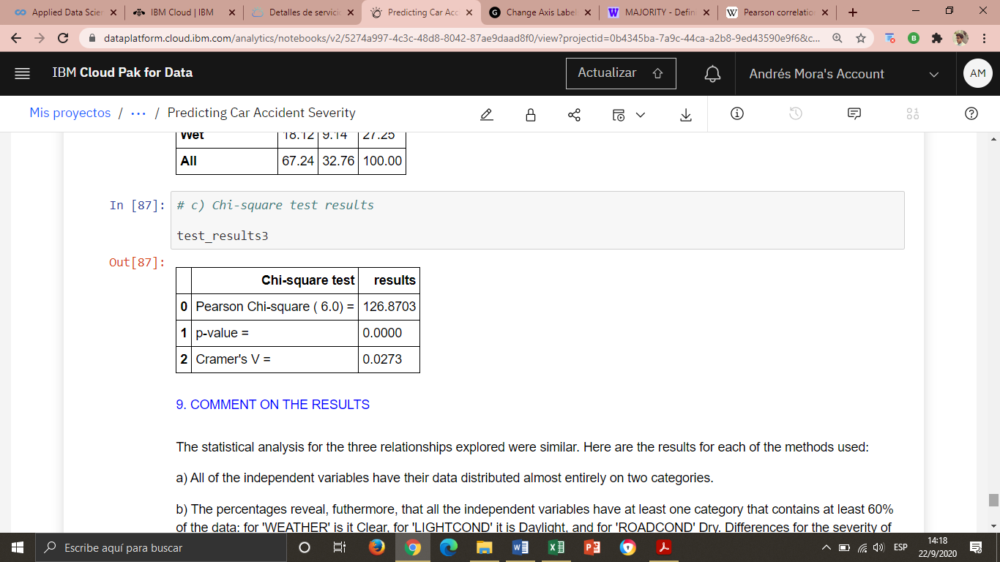 Applied Data Scien
IBM Cloud | IBM
Detalles de servicio
Predicting Car Acc
Change Axis Label
MAJORITY - Defin
Pearson correlation
dataplatform.cloud.ibm.com/analytics/notebooks/v2/5274a997-4c3c-48d8-8042-87ae9daad8f0/view?projectid=0b4345ba-7a9c-44ca-a2b8-9ed43590e9f6&c...
IBM Cloud Pak for Data
Actualizar
Andrés Mora's Account
AM
Mis proyectos / ... / Predicting Car Accident Severity
Wet 18.12 9.14 27.25
All 67.24 32.76 100.00
In [87]: # c) Chi-square test results
test_results3
Out[87]:
Chi-square test results
0 Pearson Chi-square ( 6.0) = 126.8703
1 p-value = 0.0000
2 Cramer's V = 0.0273
9. COMMENT ON THE RESULTS
The statistical analysis for the three relationships explored were similar. Here are the results for each of the methods used:
a) All of the independent variables have their data distributed almost entirely on two categories.
b) The percentages reveal, futhermore, that all the independent variables have at least one category that contains at least 60%
of the data: for 'WEATHER' is it Clear, for 'LIGHTCOND' it is Daylight, and for 'ROADCOND' Dry. Differences for the severity of
Escribe aquí para buscar
ESP
14:18
22/9/2020